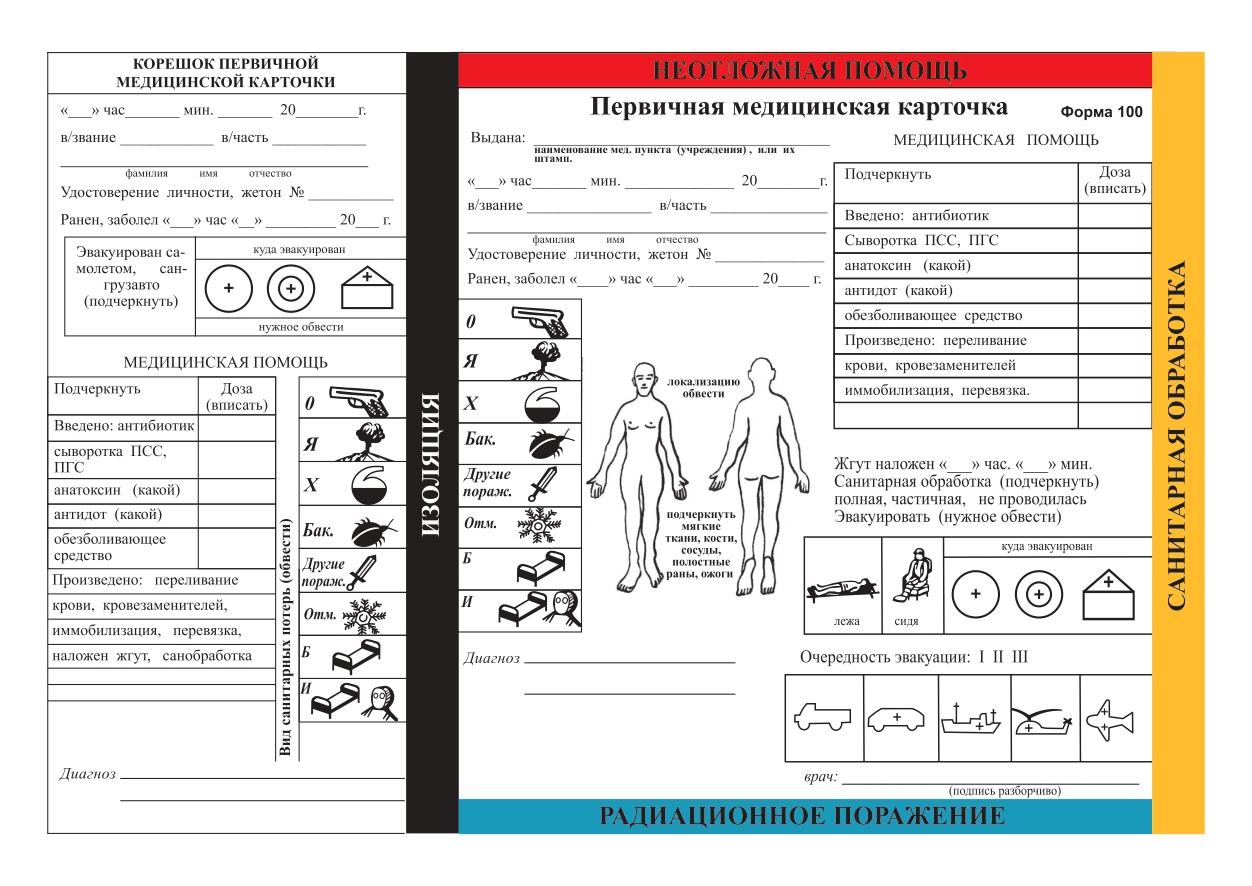 КОРЕШОК ПЕРВИЧНОЙ
МЕДИЦИНСКОЙ КАРТОЧКИ
«___» час_______ мин. _______ 20________г.
в/звание ____________ в/часть ____________
фамилия имя отчество
Удостоверение личности, жетон № ___________
Ранен, заболел «___» час «__» _________ 20___ г.
Эвакуирован са-
молетом, сан-
грузавто
(подчеркнуть)
куда эвакуирован
нужное обвести
МЕДИЦИНСКАЯ ПОМОЩЬ
Подчеркнуть
Доза
(вписать)
Введено: антибиотик
сыворотка ПСС,
ПГС
анатоксин (какой)
антидот (какой)
обезболивающее
средство
Произведено: переливание
крови, кровезаменителей,
иммобилизация, перевязка,
наложен жгут, санобработка
Вид санитарных потерь (обвести)
О
Я
Х
Бак.
Другие
пораж.
Отм.
Б
И
Диагноз
ИЗОЛЯЦИЯ
НЕОТЛОЖНАЯ ПОМОЩЬ
Первичная медицинская карточка
Форма 100
Выдана:
наименование мед. пункта (учреждения) , или их
штамп.
«___» час_______ мин. ______________ 20________г.
в/звание ________________ в/часть _______________
фамилия имя отчество
Удостоверение личности, жетон № ______________
Ранен, заболел «____» час «___» _________ 20____ г.
О
Я
Х
Бак.
Другие
пораж.
Отм.
Б
И
локализацию
обвести
подчеркнуть
мягкие
ткани, кости,
сосуды,
полостные
раны, ожоги
Диагноз
МЕДИЦИНСКАЯ ПОМОЩЬ
Подчеркнуть
Доза
(вписать)
Введено: антибиотик
Сыворотка ПСС, ПГС
анатоксин (какой)
антидот (какой)
обезболивающее средство
Произведено: переливание
крови, кровезаменителей
иммобилизация, перевязка.
Жгут наложен «___» час. «___» мин.
Санитарная обработка (подчеркнуть)
полная, частичная, не проводилась
Эвакуировать (нужное обвести)
лежа
сидя
куда эвакуирован
Очередность эвакуации: I II III
врач:
(подпись разборчиво)
РАДИАЦИОННОЕ ПОРАЖЕНИЕ
САНИТАРНАЯ ОБРАБОТКА